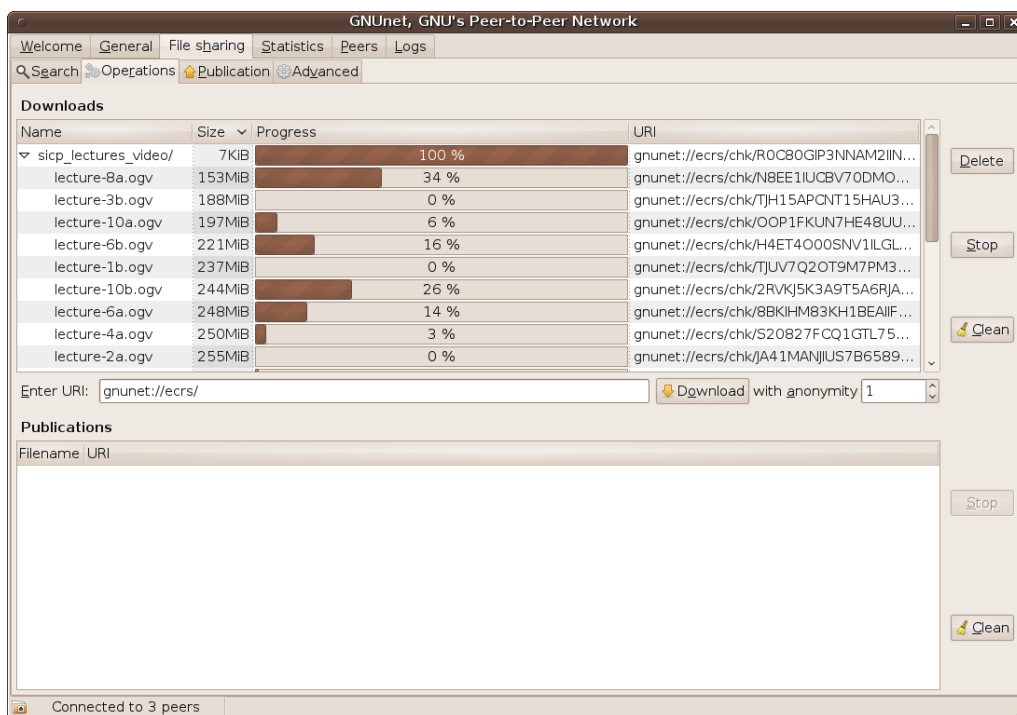 GNUnet, GNU's Peer-to-Peer Network
Welcome General File sharing Statistics Peers Logs
Search Operations Publication Advanced
Downloads
Name Size Progress URI
sicp_lectures_video/ 7KiB 100 % gnunet://ecrs/chk/R0C80GIP3NNAM2IIN...
lecture-8a.ogv 153MiB 34 % gnunet://ecrs/chk/N8EE1IUCBV70DMO...
lecture-3b.ogv 188MiB 0 % gnunet://ecrs/chk/TJH15APCNT15HAU3...
lecture-10a.ogv 197MiB 6 % gnunet://ecrs/chk/OOP1FKUN7HE48UU...
lecture-6b.ogv 221MiB 16 % gnunet://ecrs/chk/H4ET4O00SNV1ILGL...
lecture-1b.ogv 237MiB 0 % gnunet://ecrs/chk/TJUV7Q2OT9M7PM3...
lecture-10b.ogv 244MiB 26 % gnunet://ecrs/chk/2RVKJ5K3A9T5A6RJA...
lecture-6a.ogv 248MiB 14 % gnunet://ecrs/chk/8BKIHM83KH1BEAIIF...
lecture-4a.ogv 250MiB 3 % gnunet://ecrs/chk/S20827FCQ1GTL75...
lecture-2a.ogv 255MiB 0 % gnunet://ecrs/chk/JA41MANJIUS7B6589...
Delete
Stop
Clean
Enter URI: gnunet://ecrs/ Download with anonymity 1
Publications
Filename URI
Stop
Clean
Connected to 3 peers